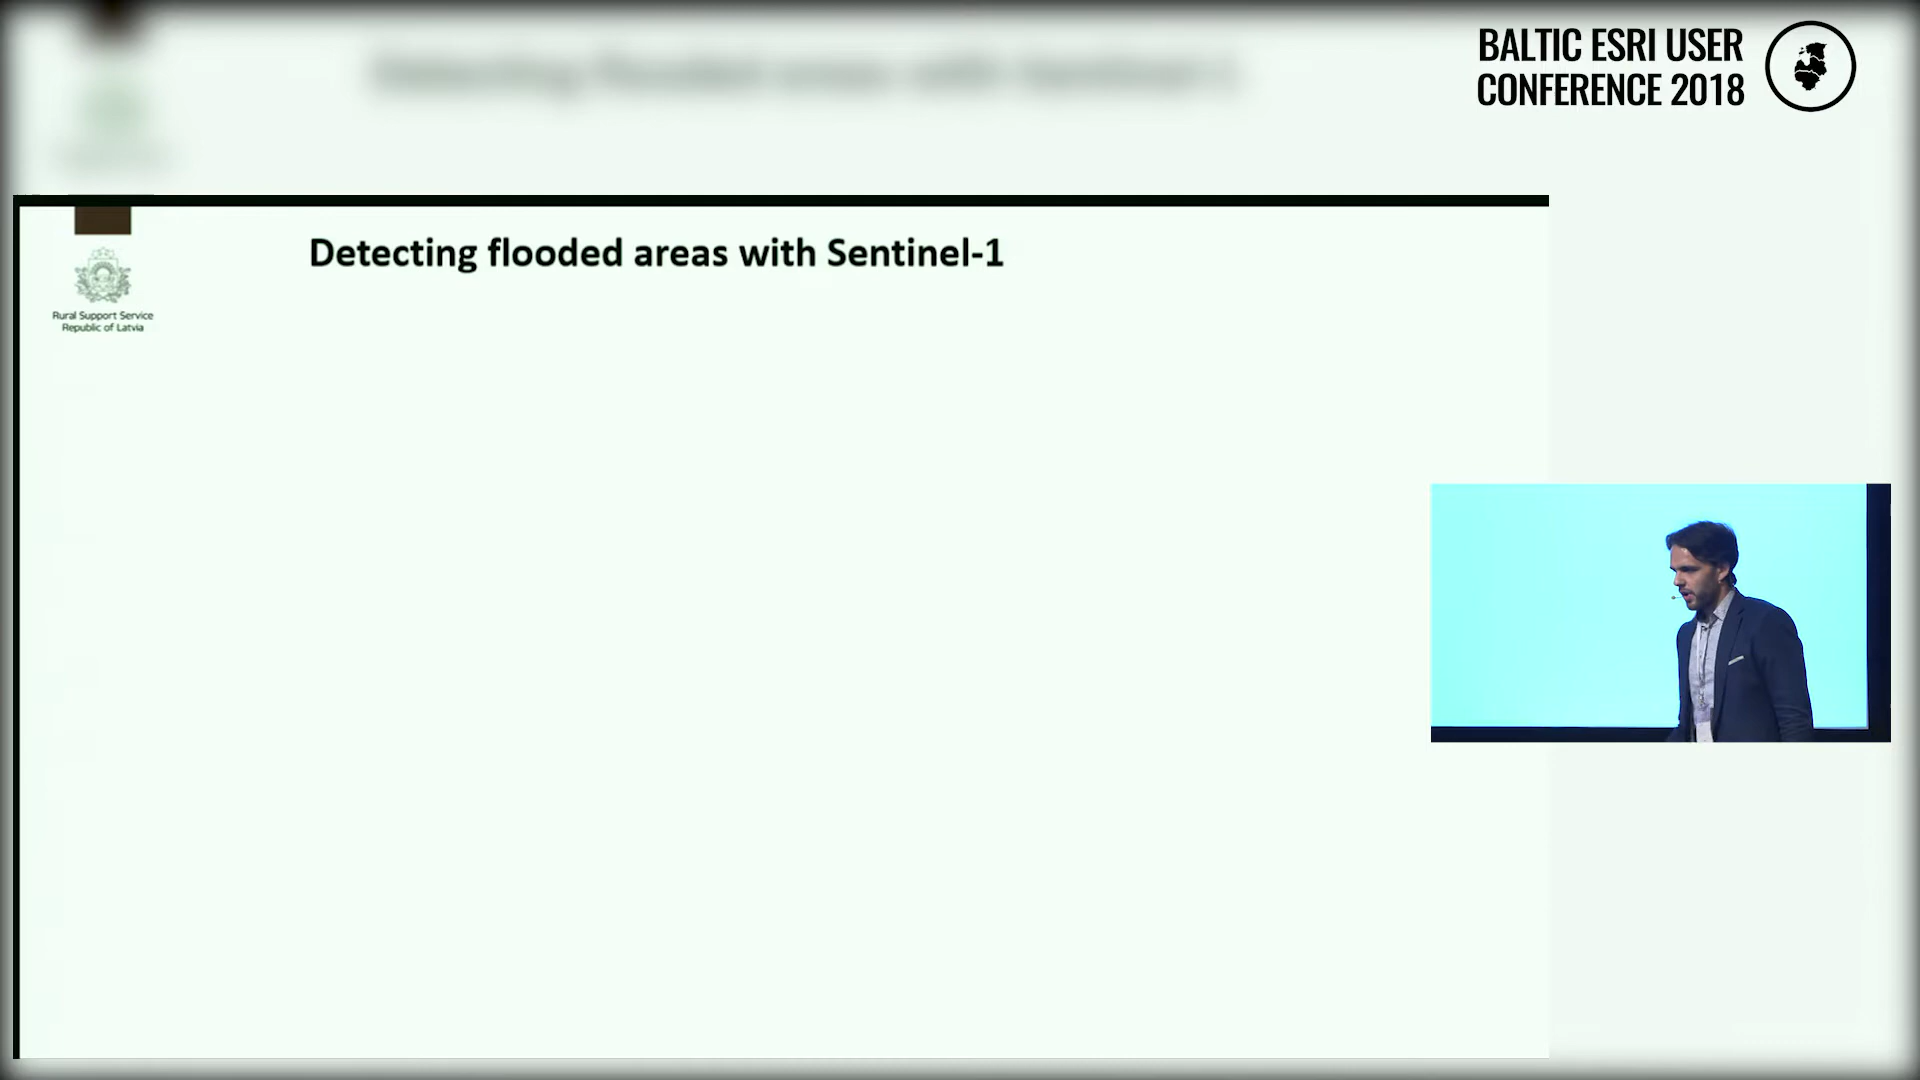 BALTIC ESRI USER
CONFERENCE 2018
Detecting flooded areas with Sentinel-1
Rural Support Service
Republic of Latvia